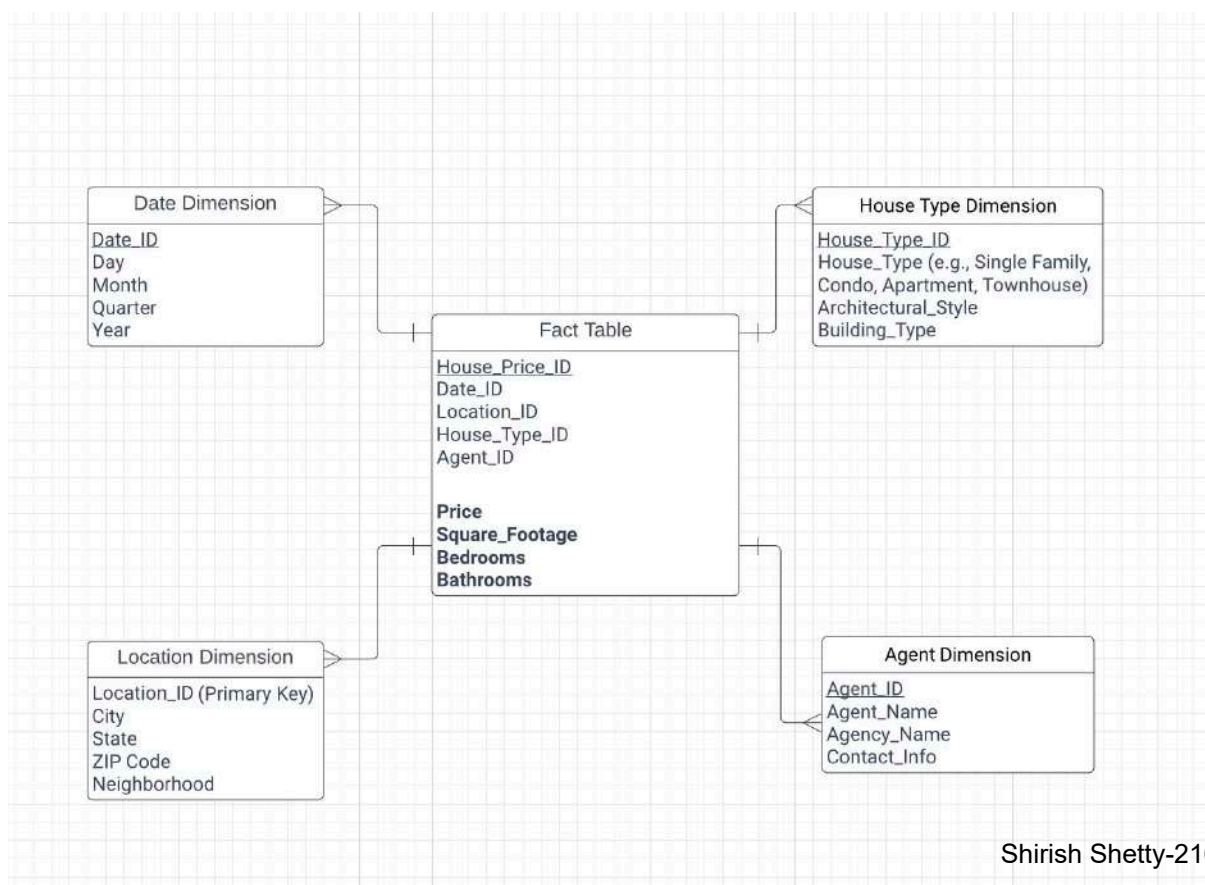 Date Dimension
Date_ID
Day
Month
Quarter
Year
House Type Dimension
House_Type_ID
House_Type (e.g., Single Family,
Condo, Apartment, Townhouse)
Architectural_Style
Building_Type
Fact Table
House_Price_ID
Date_ID
Location_ID
House_Type_ID
Agent_ID
Price
Square_Footage
Bedrooms
Bathrooms
Location Dimension
Location_ID (Primary Key)
City
State
ZIP Code
Neighborhood
Agent Dimension
Agent_ID
Agent_Name
Agency_Name
Contact_Info
Shirish Shetty-21